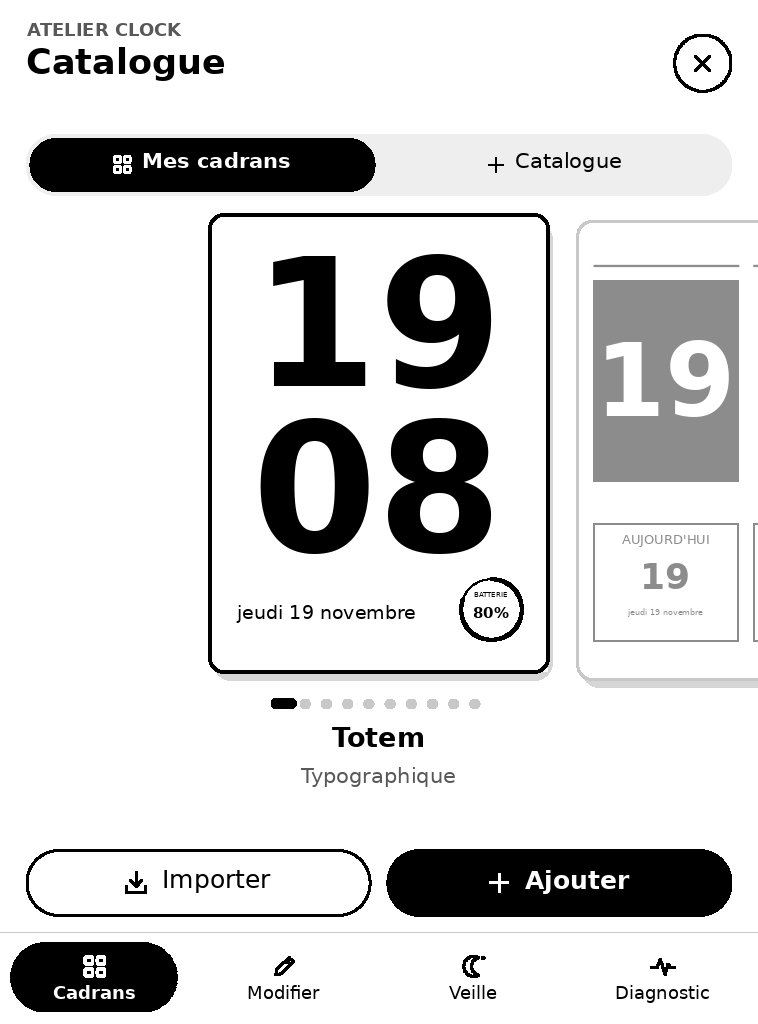 ATELIER CLOCK
Catalogue
Mes cadrans
Catalogue
19
08
jeudi 19 novembre
BATTERIE
80%
19
AUJOURD'HUI
19
jeudi 19 novembre
Totem
Typographique
Importer
Ajouter
Cadrans
Modifier
Veille
Diagnostic